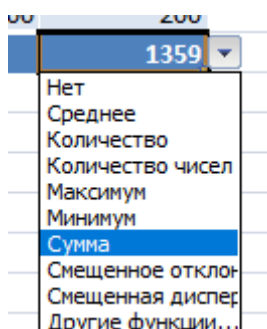 200
1359
Нет
Среднее
Количество
Количество чисел
Максимум
Минимум
Сумма
Смещенное отклон
Смещенная диспер
Другие функции...